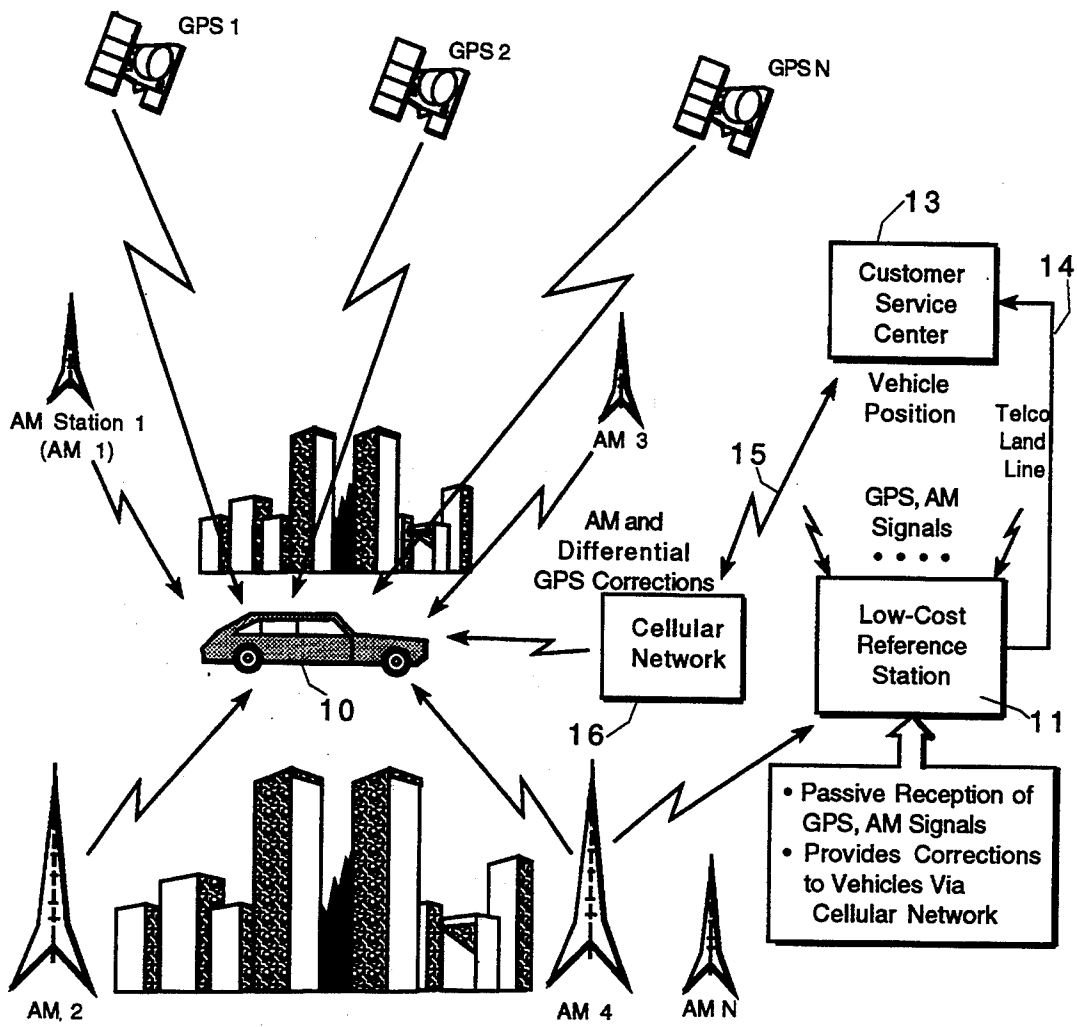 GPS 1
GPS 2
GPS N
13
Customer
Service
Center
14
AM Station 1
(AM 1)
AM 3
Vehicle
Position
Telco
Land
Line
15
GPS, AM
Signals
• • • •
AM and
Differential
GPS Corrections
Cellular
Network
Low-Cost
Reference
Station
10
16
11
• Passive Reception of
GPS, AM Signals
• Provides Corrections
to Vehicles Via
Cellular Network
AM, 2
AM 4
AM N